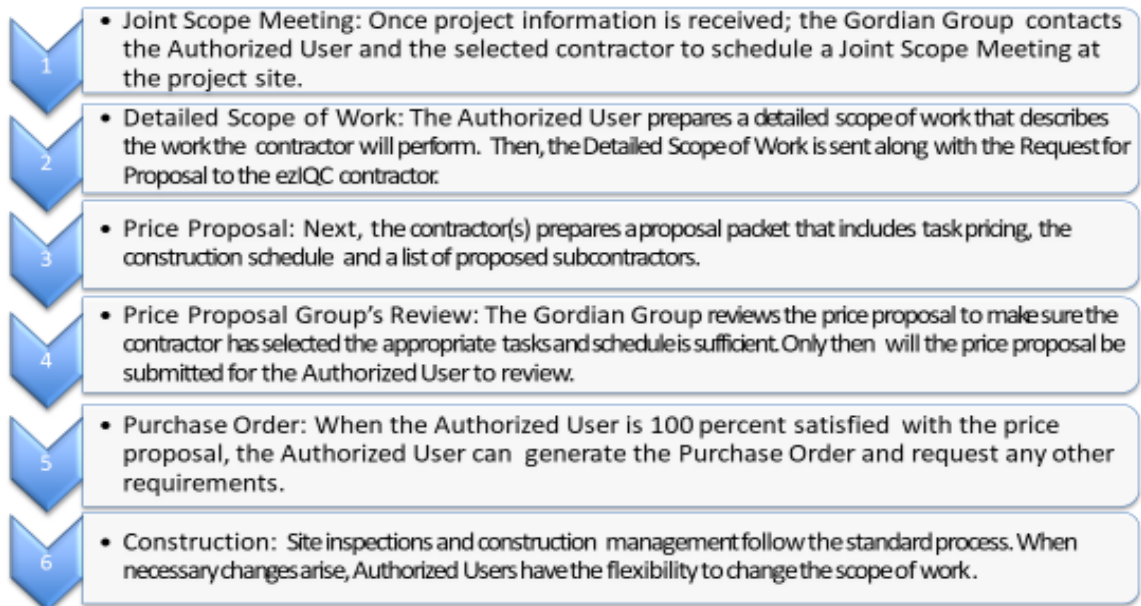 1
• Joint Scope Meeting: Once project information is received; the Gordian Group contacts
the Authorized User and the selected contractor to schedule a Joint Scope Meeting at
the project site.
2
• Detailed Scope of Work: The Authorized User prepares a detailed scope of work that describes
the work the contractor will perform. Then, the Detailed Scope of Work is sent along with the Request for
Proposal to the ezIQC contractor.
3
• Price Proposal: Next, the contractor(s) prepares a proposal packet that includes task pricing, the
construction schedule and a list of proposed subcontractors.
4
• Price Proposal Group's Review: The Gordian Group reviews the price proposal to make sure the
contractor has selected the appropriate tasks and schedule is sufficient. Only then will the price proposal be
submitted for the Authorized User to review.
5
• Purchase Order: When the Authorized User is 100 percent satisfied with the price
proposal, the Authorized User can generate the Purchase Order and request any other
requirements.
6
• Construction: Site inspections and construction management follow the standard process. When
necessary changes arise, Authorized Users have the flexibility to change the scope of work.